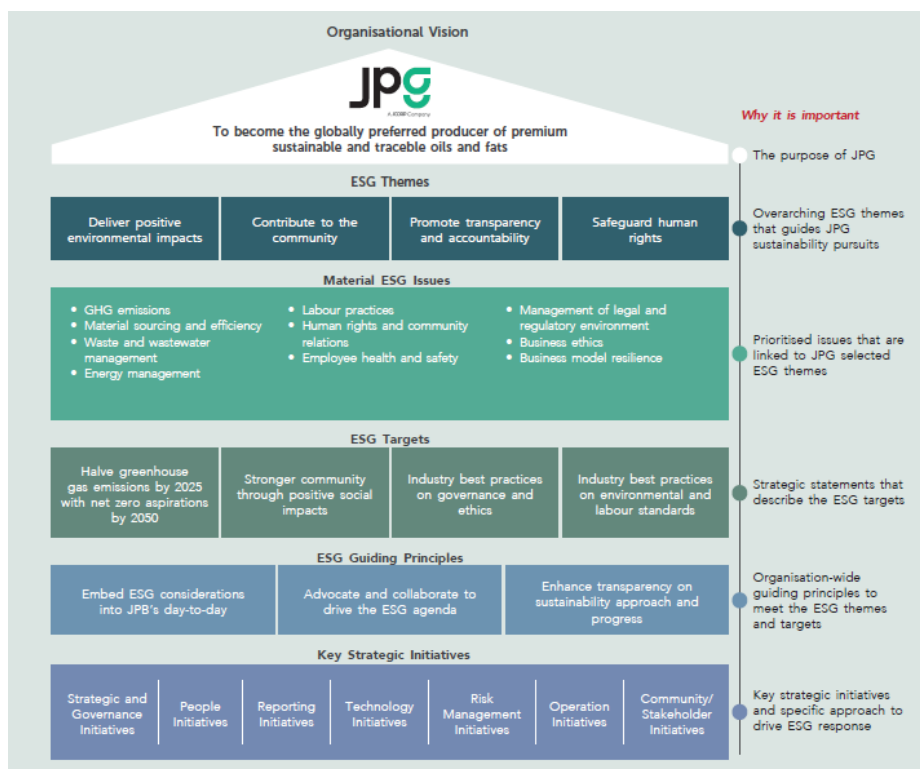 Organisational Vision
JPG
A JCORP Company
To become the globally preferred producer of premium
sustainable and traceble oils and fats
Why it is important
The purpose of JPG
ESG Themes
Deliver positive
environmental impacts
Contribute to the
community
Promote transparency
and accountability
Safeguard human
rights
Overarching ESG themes
that guides JPG
sustainability pursuits
Material ESG Issues
• GHG emissions
• Material sourcing and efficiency
• Waste and wastewater
management
• Energy management
• Labour practices
• Human rights and community
relations
• Employee health and safety
• Management of legal and
regulatory environment
• Business ethics
• Business model resilience
Prioritised issues that are
linked to JPG selected
ESG themes
ESG Targets
Halve greenhouse
gas emissions by 2025
with net zero aspirations
by 2050
Stronger community
through positive social
impacts
Industry best practices
on governance and
ethics
Industry best practices
on environmental and
labour standards
Strategic statements that
describe the ESG targets
ESG Guiding Principles
Embed ESG considerations
into JPB's day-to-day
Advocate and collaborate to
drive the ESG agenda
Enhance transparency on
sustainability approach and
progress
Organisation-wide
guiding principles to
meet the ESG themes
and targets
Key Strategic Initiatives
Strategic and
Governance
Initiatives
People
Initiatives
Reporting
Initiatives
Technology
Initiatives
Risk
Management
Initiatives
Operation
Initiatives
Community/
Stakeholder
Initiatives
Key strategic initiatives
and specific approach to
drive ESG response